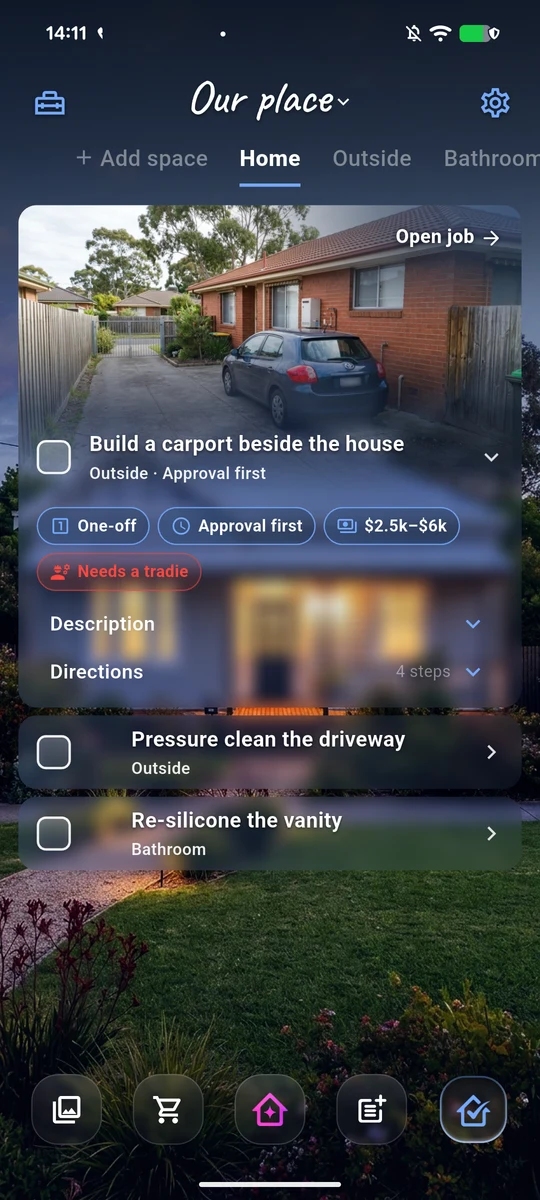 14:11
Our place
+ Add space
Home
Outside
Bathroom
Open job →
Build a carport beside the house
Outside · Approval first
1 One-off
Approval first
$2.5k–$6k
Needs a tradie
Description
Directions
4 steps
Pressure clean the driveway
Outside
Re-silicone the vanity
Bathroom